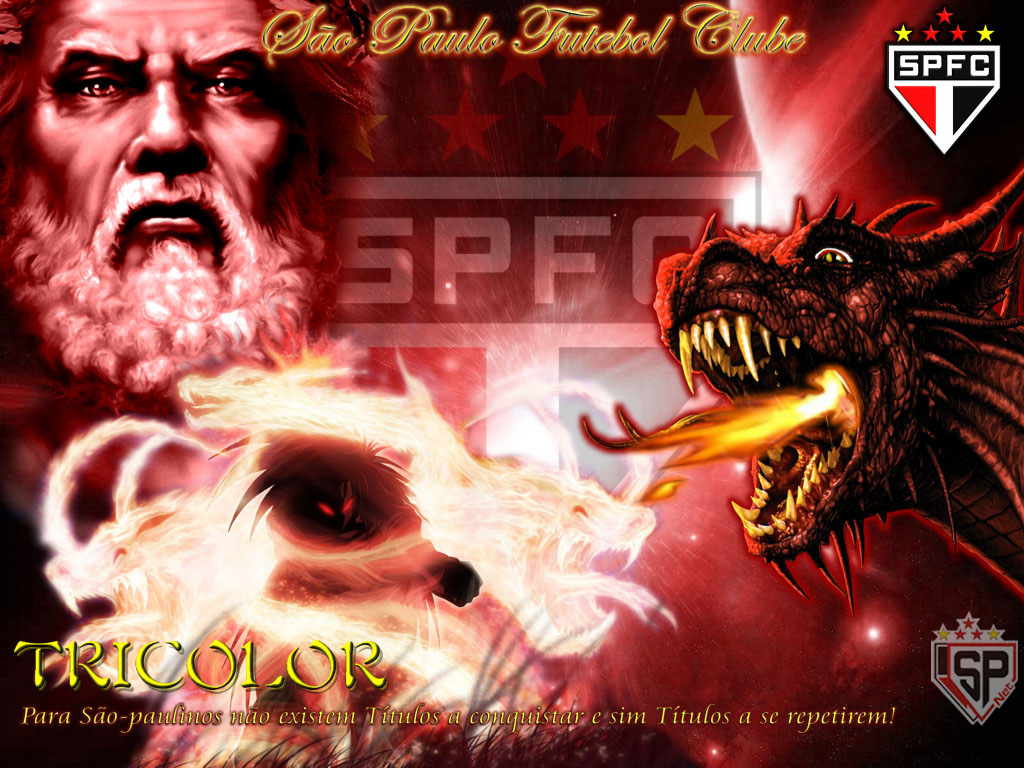 São Paulo Futebol Clube
SPFC
SPFC
TRICOLOR
Para São-paulinos não existem Títulos a conquistar e sim Títulos a se repetirem!
SP
Net